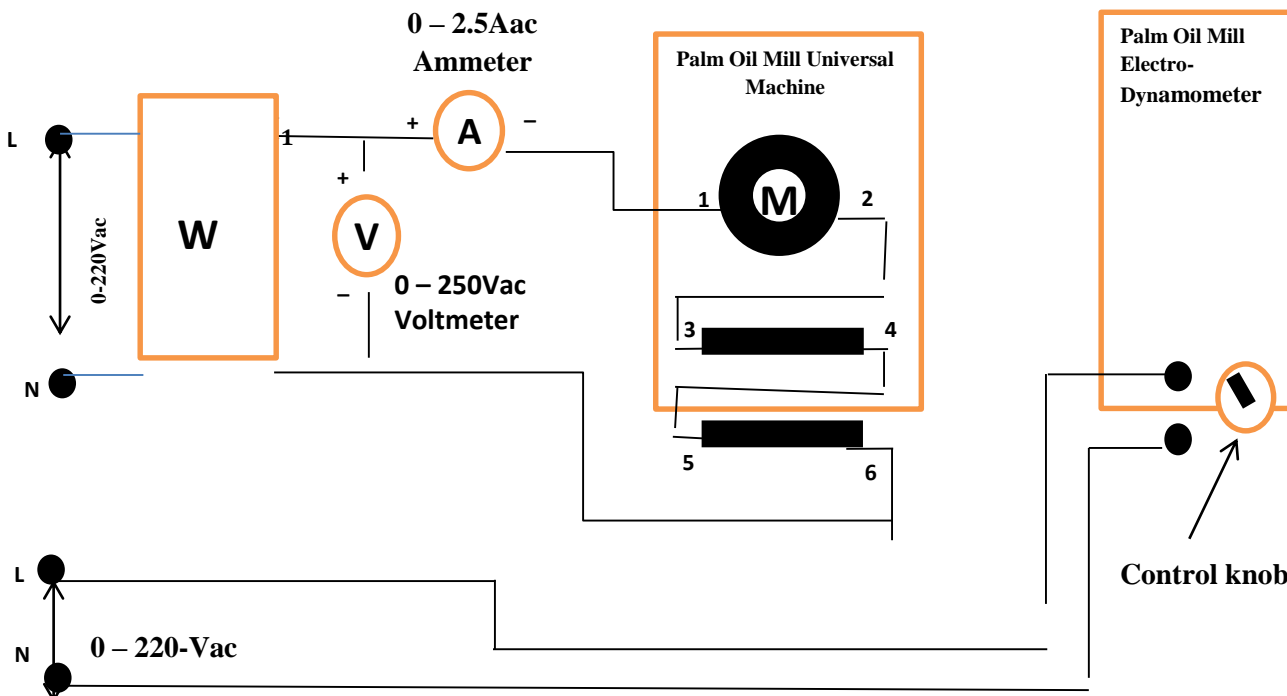 0 – 2.5Aac
Ammeter
Palm Oil Mill Universal
Machine
Palm Oil Mill
Electro-
Dynamometer
L
1
+
A
–
W
0-220Vac
+
V
–
0 – 250Vac
Voltmeter
1
M
2
3
4
5
6
N
Control knob
L
N
0 – 220-Vac